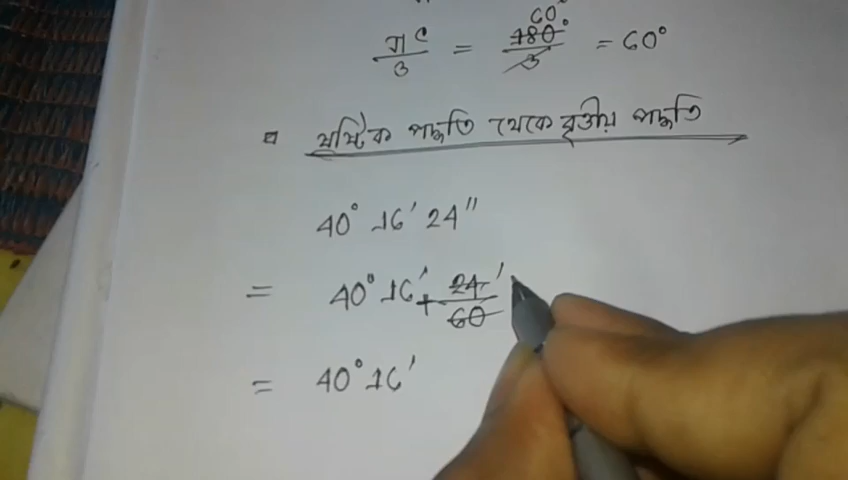 60°
πᶜ/3 = 180°/3 = 60°
ষষ্টিক পদ্ধতি থেকে বৃত্তীয় পদ্ধতি
40° 16′ 24″
= 40° 16′ + 24′/60
= 40° 16′